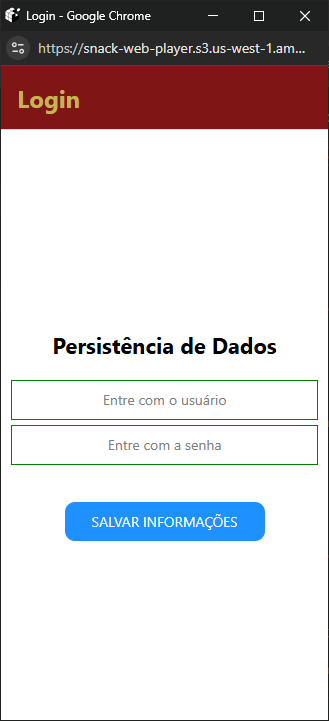 Login - Google Chrome
https://snack-web-player.s3.us-west-1.am...
Login
Persistência de Dados
Entre com o usuário
Entre com a senha
SALVAR INFORMAÇÕES